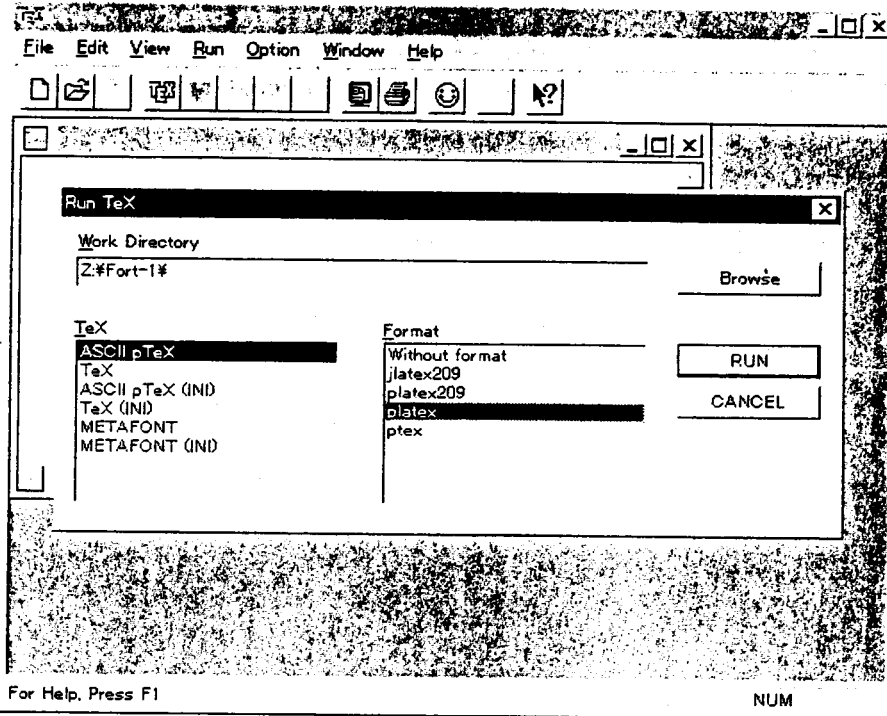 TeX
File Edit View Run Option Window Help
TEX
Run TeX
Work Directory
Z:¥Fort-1¥
Browse
TeX
ASCII pTeX
TeX
ASCII pTeX (INI)
TeX (INI)
METAFONT
METAFONT (INI)
Format
Without format
jlatex209
platex209
platex
ptex
RUN
CANCEL
For Help, Press F1
NUM